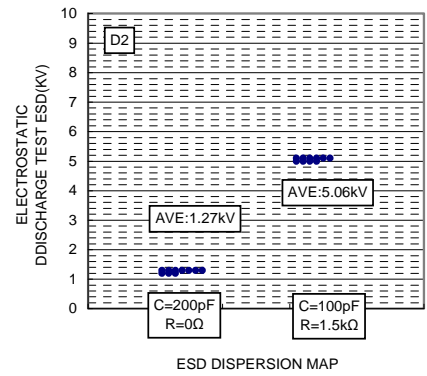 ELECTROSTATIC
DDISCHARGE TEST ESD(KV)
10
9
8
7
6
5
4
3
2
1
0
D2
AVE:5.06kV
AVE:1.27kV
C=200pF
R=0Ω
C=100pF
R=1.5kΩ
ESD DISPERSION MAP